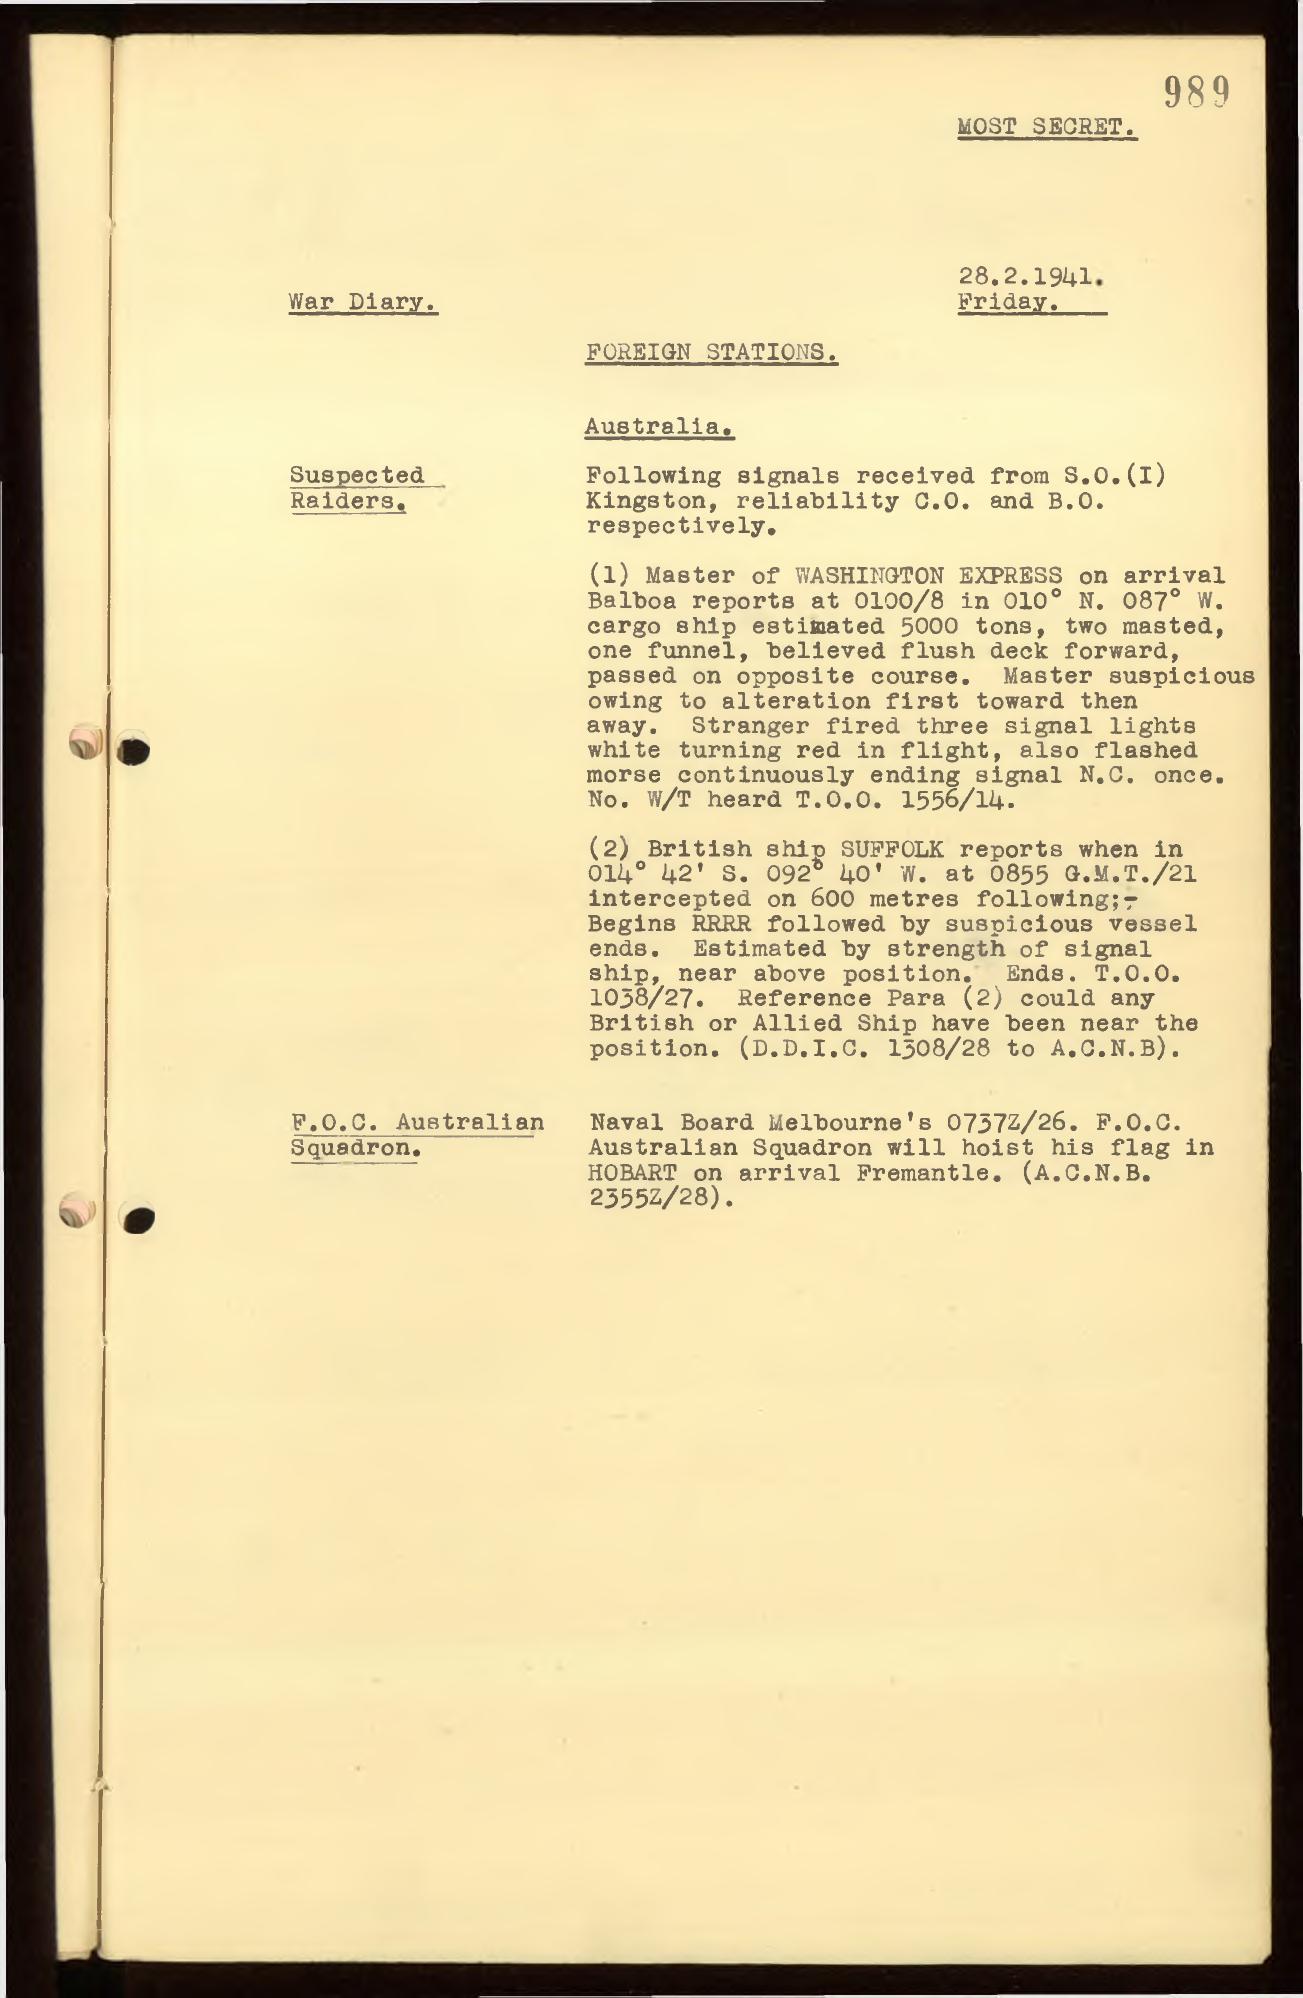 989
MOST SECRET.
28.2.1941.
War Diary.
Friday.
FOREIGN STATIONS.
Australia.
Suspected
Raiders.
Following signals received from S.O.(I)
Kingston, reliability C.O. and B.O.
respectively.
(1) Master of WASHINGTON EXPRESS on arrival
Balboa reports at 0100/8 in 010° N. 087° W.
cargo ship estimated 5000 tons, two masted,
one funnel, believed flush deck forward,
passed on opposite course. Master suspicious
owing to alteration first toward then
away. Stranger fired three signal lights
white turning red in flight, also flashed
morse continuously ending signal N.C. once.
No. W/T heard T.O.O. 1556/14.
(2) British ship SUFFOLK reports when in
014° 42' S. 092° 40' W. at 0855 G.M.T./21
intercepted on 600 metres following;-
Begins RRRR followed by suspicious vessel
ends. Estimated by strength of signal
ship, near above position. Ends. T.O.O.
1038/27. Reference Para (2) could any
British or Allied Ship have been near the
position. (D.D.I.C. 1308/28 to A.C.N.B).
F.O.C. Australian
Squadron.
Naval Board Melbourne's 0737Z/26. F.O.C.
Australian Squadron will hoist his flag in
HOBART on arrival Fremantle. (A.C.N.B.
2355Z/28).